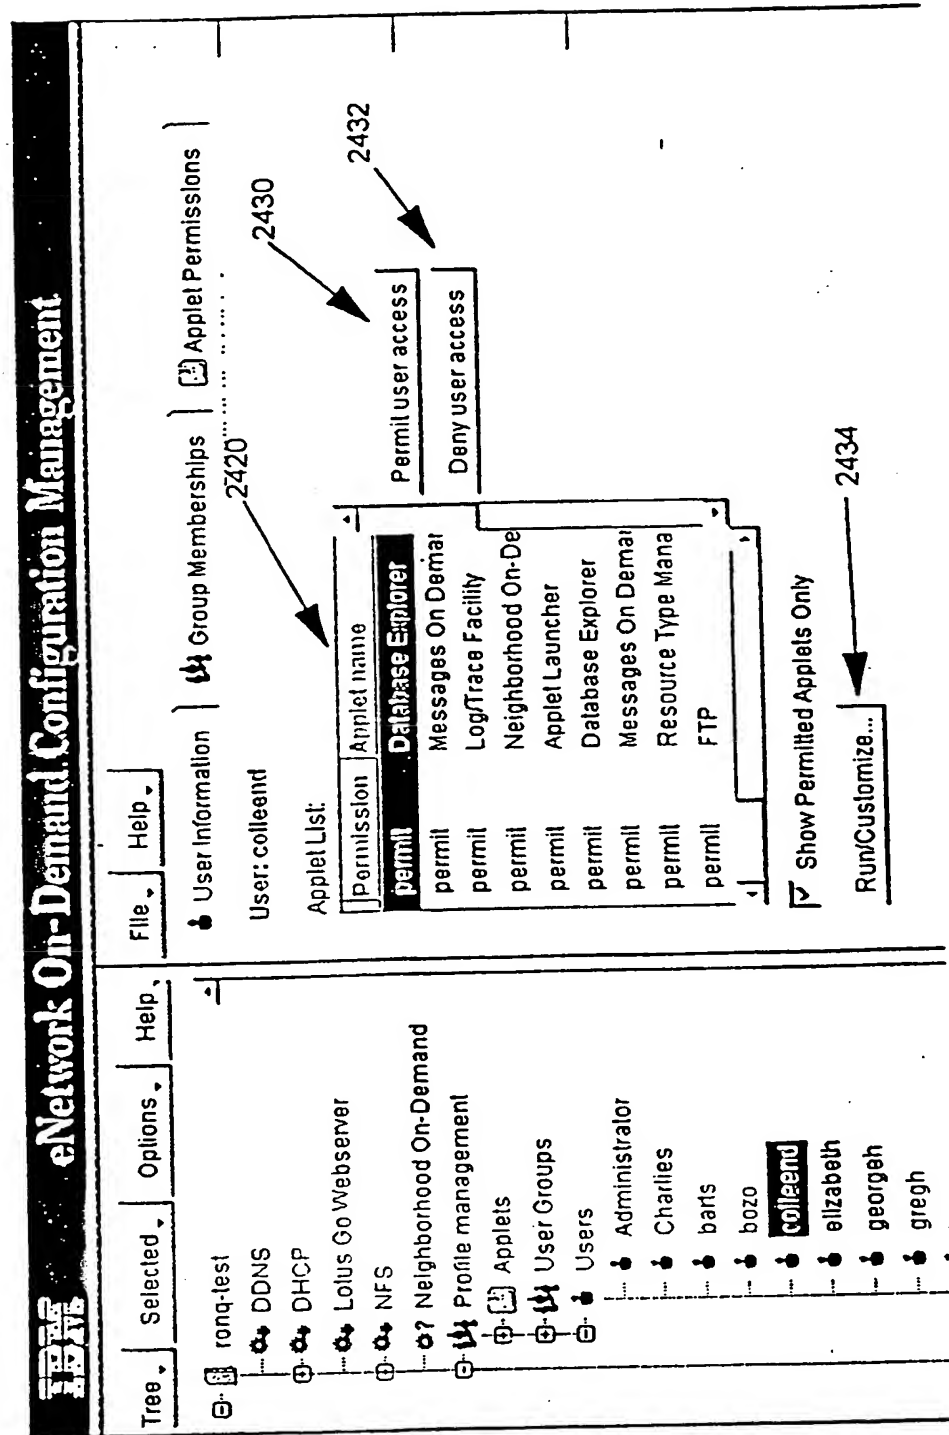 IBM eNetwork On-Demand Configuration Management
Tree Selected Options Help
ronq-test
DDNS
DHCP
Lotus Go Webserver
NFS
Neighborhood On-Demand
Profile management
Applets
User Groups
Users
Administrator
Charlies
barts
bozo
colleend
elizabeth
georgeh
gregh
File Help
User Information Group Memberships Applet Permissions
User: colleend
Applet List:
2420
Permission Applet name
permit Database Explorer
permit Messages On Deman
permit Log/Trace Facility
permit Neighborhood On-De
permit Applet Launcher
permit Database Explorer
permit Messages On Deman
permit Resource Type Mana
permit FTP
Permit user access
2430
Deny user access
2432
Show Permitted Applets Only
Run/Customize...
2434